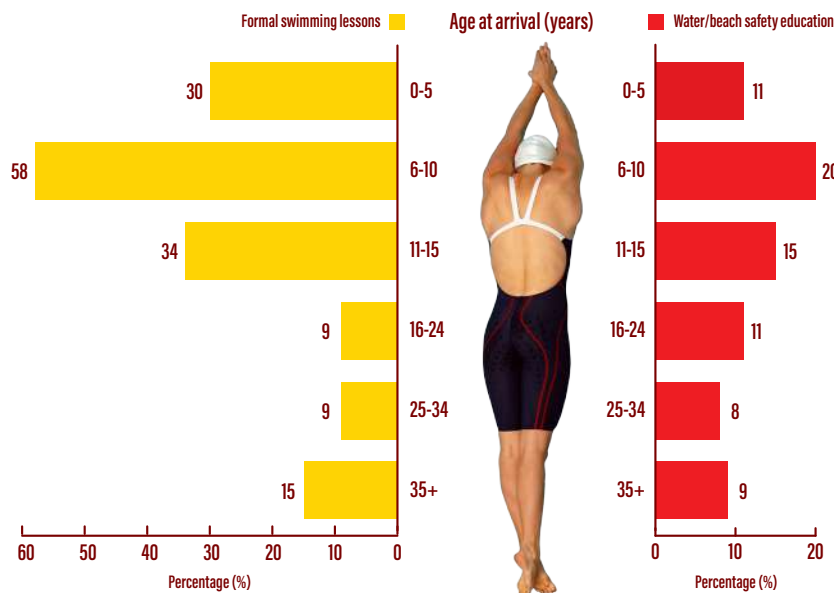 Formal swimming lessons
Age at arrival (years)
Water/beach safety education
30 0-5 0-5 11
58 6-10 6-10 20
34 11-15 11-15 15
9 16-24 16-24 11
9 25-34 25-34 8
15 35+ 35+ 9
60 50 40 30 20 10 0 0 10 20
Percentage (%) Percentage (%)